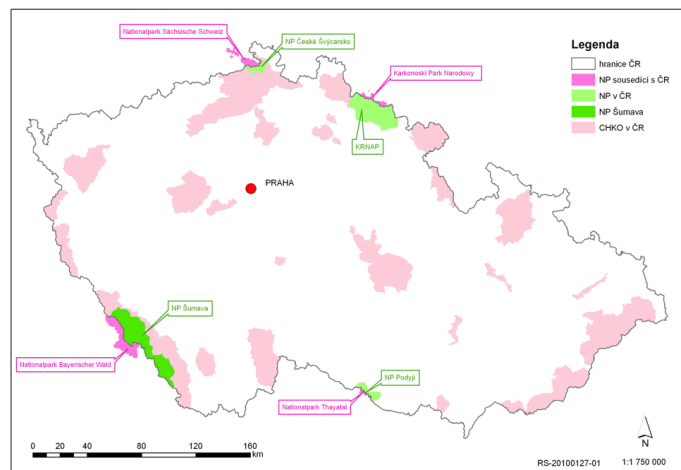 Nationalpark Sächsische Schweiz
NP České Švýcarsko
Karkonoski Park Narodowy
KRNAP
PRAHA
NP Šumava
Nationalpark Bayerischer Wald
NP Podyjí
Nationalpark Thayatal
Legenda
hranice ČR
NP sousedící s ČR
NP v ČR
NP Šumava
CHKO v ČR
0 20 40 80 120 160
km
N
RS-20100127-01 1:1 750 000